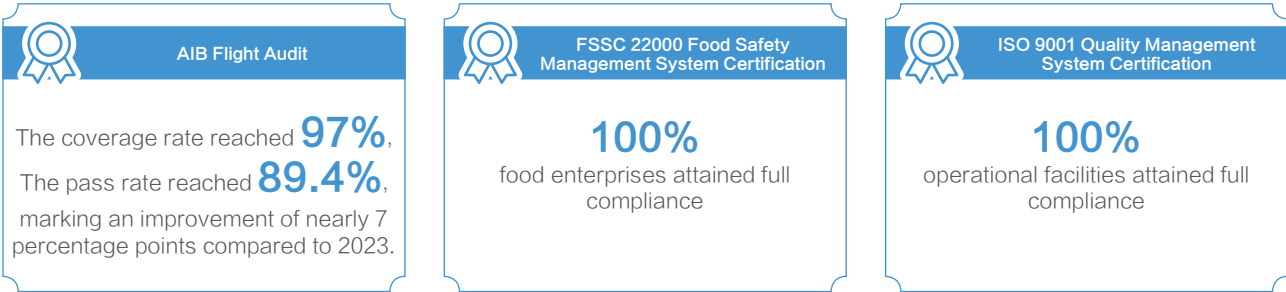 AIB Flight Audit
The coverage rate reached 97%,
The pass rate reached 89.4%,
marking an improvement of nearly 7
percentage points compared to 2023.
FSSC 22000 Food Safety
Management System Certification
100%
food enterprises attained full
compliance
ISO 9001 Quality Management
System Certification
100%
operational facilities attained full
compliance